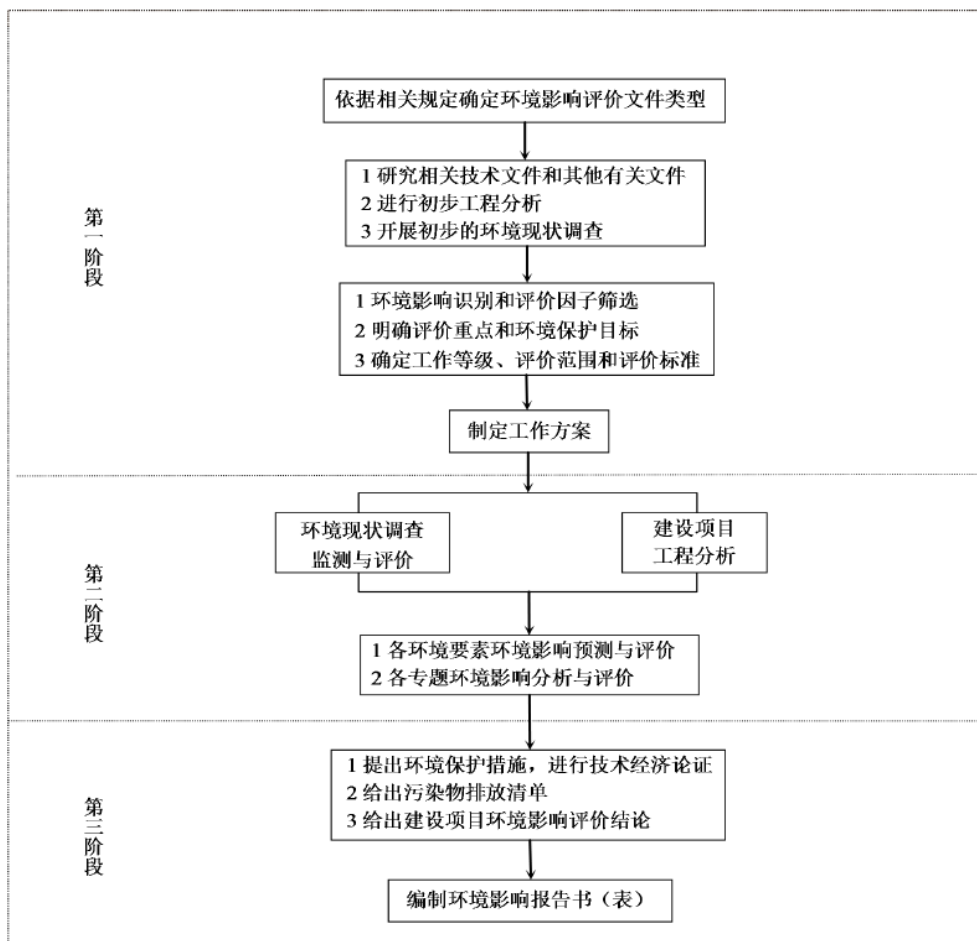 依据相关规定确定环境影响评价文件类型
1 研究相关技术文件和其他有关文件
2 进行初步工程分析
3 开展初步的环境现状调查
第一阶段
1 环境影响识别和评价因子筛选
2 明确评价重点和环境保护目标
3 确定工作等级、评价范围和评价标准
制定工作方案
环境现状调查
监测与评价
建设项目
工程分析
第二阶段
1 各环境要素环境影响预测与评价
2 各专题环境影响分析与评价
1 提出环境保护措施，进行技术经济论证
2 给出污染物排放清单
3 给出建设项目环境影响评价结论
第三阶段
编制环境影响报告书（表）